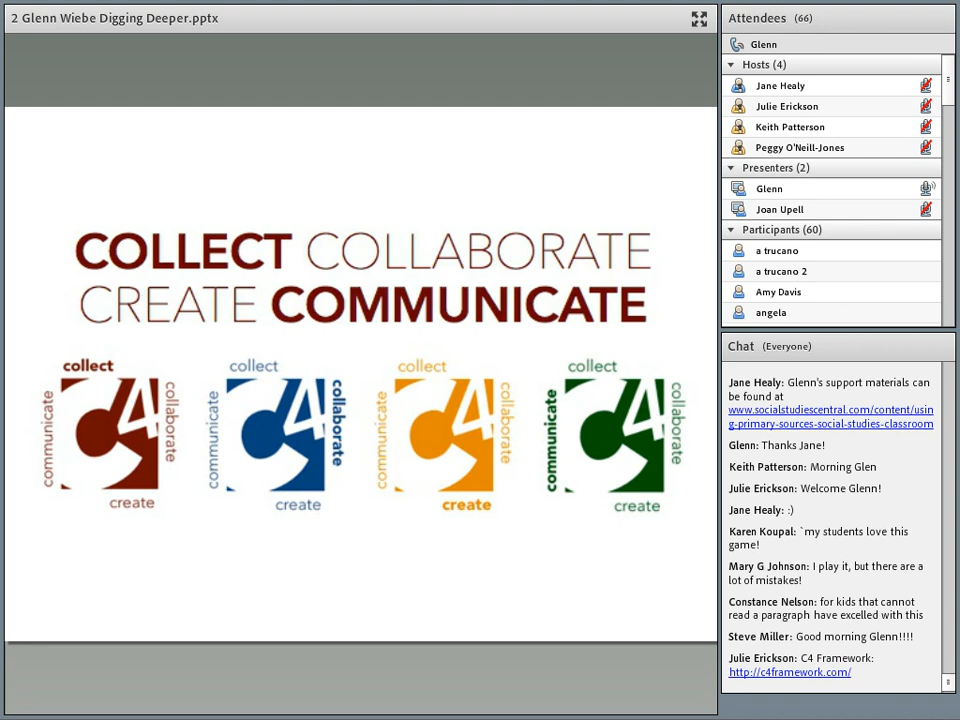 2 Glenn Wiebe Digging Deeper.pptx
COLLECT COLLABORATE
CREATE COMMUNICATE
collect
communicate
C4
collaborate
create
collect
communicate
C4
collaborate
create
collect
communicate
C4
collaborate
create
collect
communicate
C4
collaborate
create
Attendees (66)
Glenn
Hosts (4)
Jane Healy
Julie Erickson
Keith Patterson
Peggy O'Neill-Jones
Presenters (2)
Glenn
Joan Upell
Participants (60)
a trucano
a trucano 2
Amy Davis
angela
Chat (Everyone)
Jane Healy: Glenn's support materials can
be found at
www.socialstudiescentral.com/content/usin
g-primary-sources-social-studies-classroom
Glenn: Thanks Jane!
Keith Patterson: Morning Glen
Julie Erickson: Welcome Glenn!
Jane Healy: :)
Karen Koupal: `my students love this
game!
Mary G Johnson: I play it, but there are a
lot of mistakes!
Constance Nelson: for kids that cannot
read a paragraph have excelled with this
Steve Miller: Good morning Glenn!!!!
Julie Erickson: C4 Framework:
http://c4framework.com/